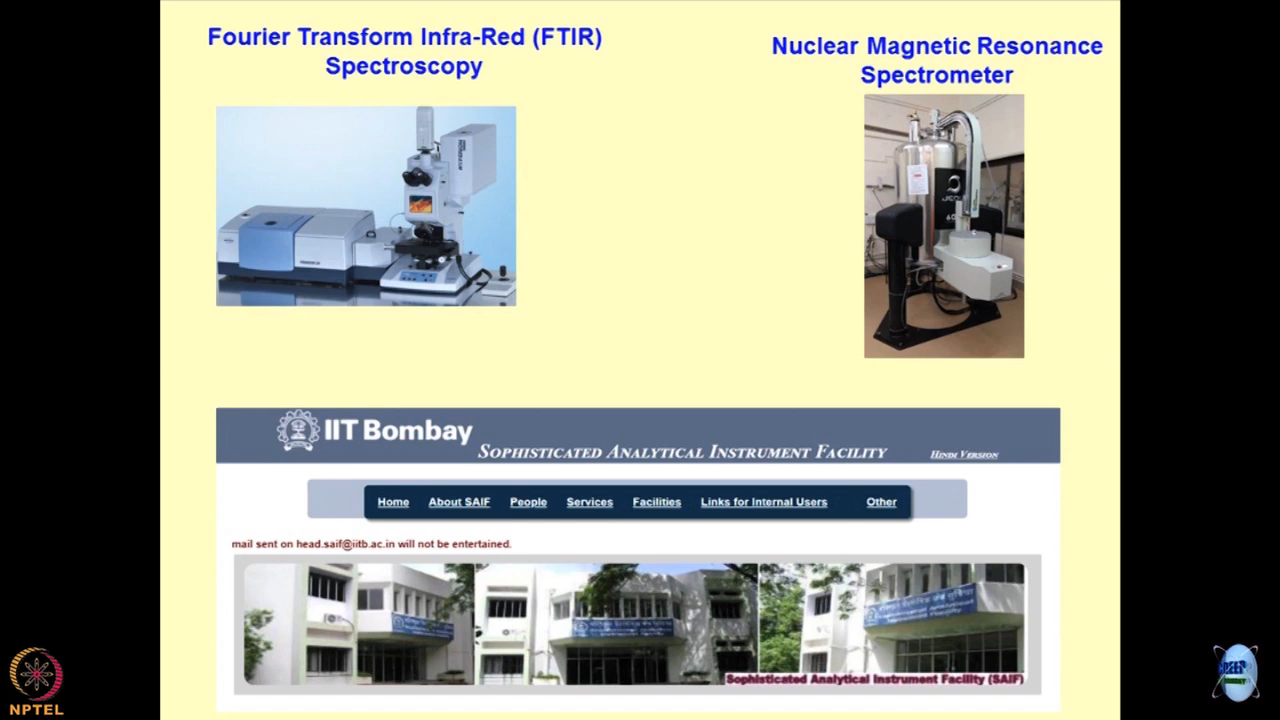 Fourier Transform Infra-Red (FTIR)
Spectroscopy
Nuclear Magnetic Resonance
Spectrometer
IIT Bombay
SOPHISTICATED ANALYTICAL INSTRUMENT FACILITY
HINDI VERSION
Home About SAIF People Services Facilities Links for Internal Users Other
mail sent on head.saif@iitb.ac.in will not be entertained.
Sophisticated Analytical Instrument Facility (SAIF)
NPTEL